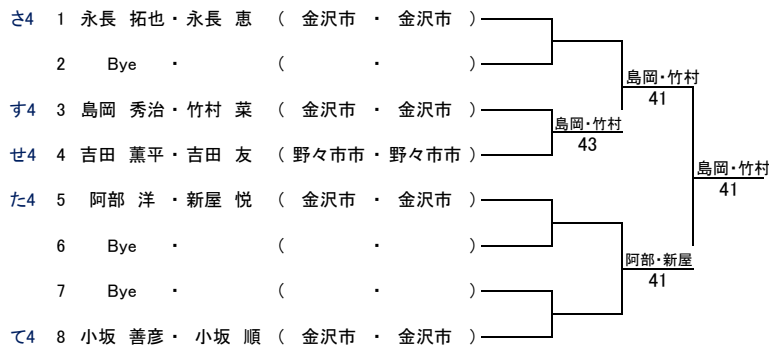 さ4 1 永長 拓也・永長 恵 ( 金沢市 ・ 金沢市 )
2 Bye ・ ( ・ )
島岡・竹村
41
す4 3 島岡 秀治・竹村 菜 ( 金沢市 ・ 金沢市 )
島岡・竹村
43
せ4 4 吉田 薫平・吉田 友 ( 野々市市 ・ 野々市市 )
島岡・竹村
41
た4 5 阿部 洋 ・新屋 悦 ( 金沢市 ・ 金沢市 )
6 Bye ・ ( ・ )
阿部・新屋
41
7 Bye ・ ( ・ )
て4 8 小坂 善彦・ 小坂 順 ( 金沢市 ・ 金沢市 )